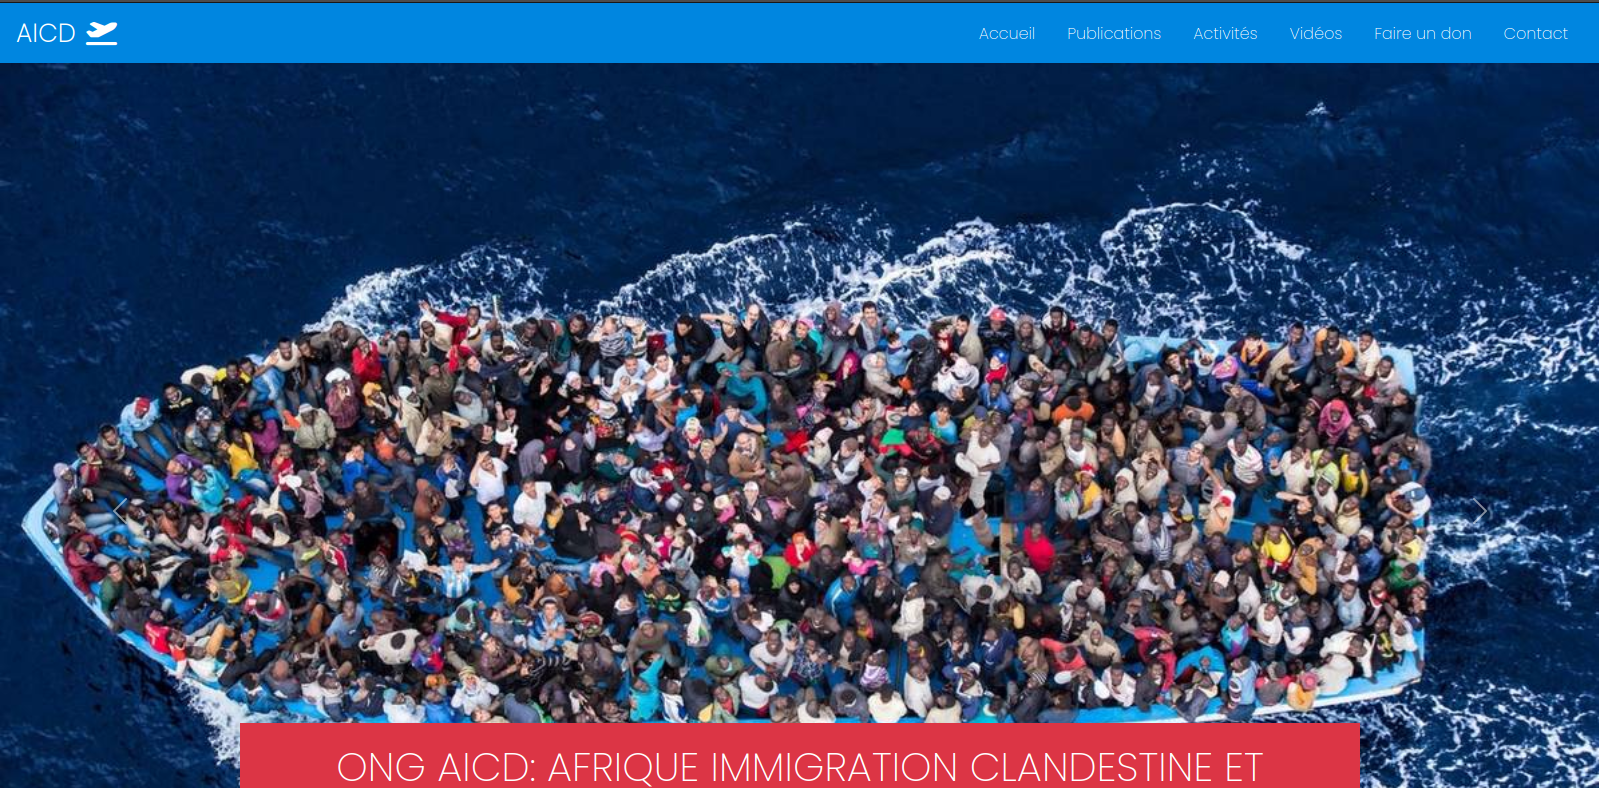 AICD
Accueil Publications Activités Vidéos Faire un don Contact
ONG AICD: AFRIQUE IMMIGRATION CLANDESTINE ET